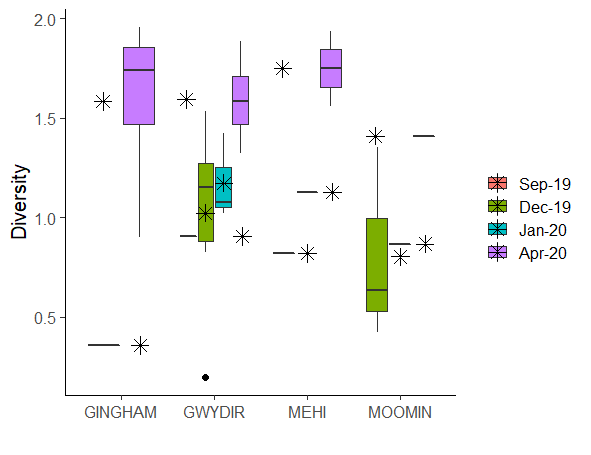 Diversity
2.0
1.5
1.0
0.5
GINGHAM GWYDIR MEHI MOOMIN
Sep-19
Dec-19
Jan-20
Apr-20